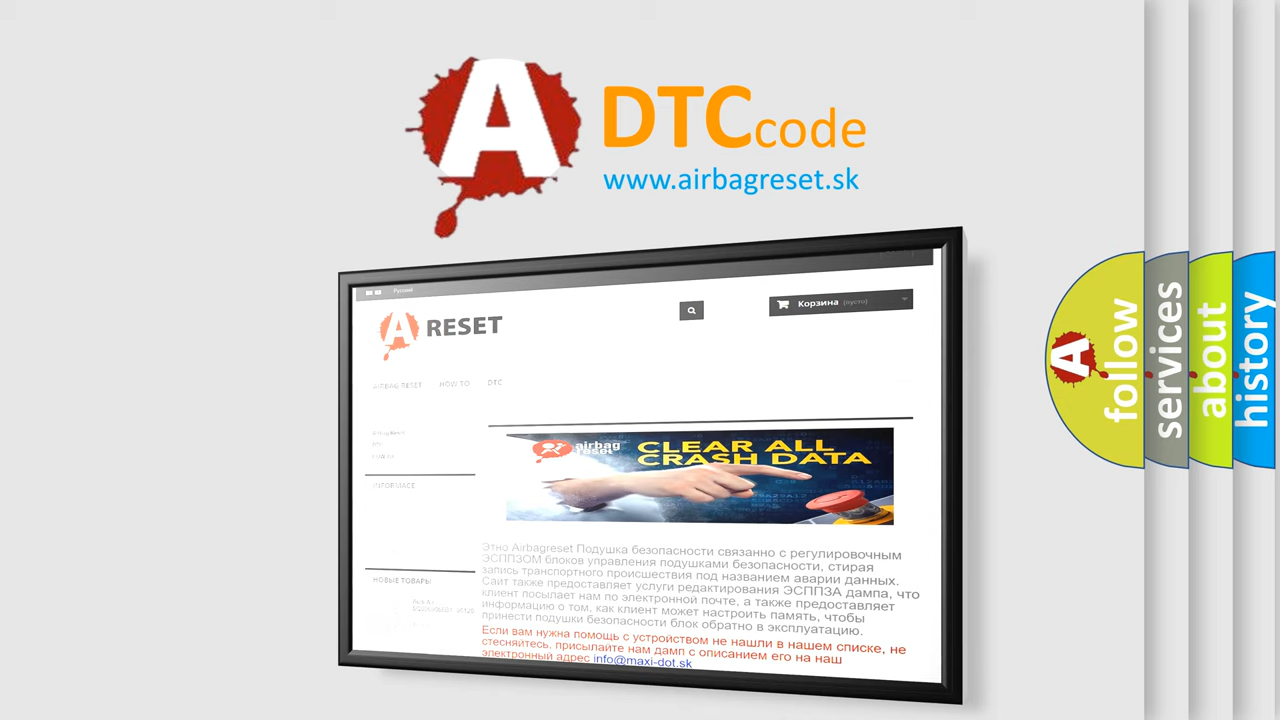 A DTCcode
www.airbagreset.sk
Русский
Корзина (пусто)
A RESET
AIRBAG RESET HOW TO DTC
INFORMACE
airbag
reset
CLEAR ALL
CRASH DATA
Этно Airbagreset Подушка безопасности связанно с регулировочным
ЭСППЗОМ блоков управления подушками безопасности, стирая
запись транспортного происшествия под названием аварии данных.
Сайт также предоставляет услуги редактирования ЭСППЗА дампа, что
клиент посылает нам по электронной почте, а также предоставляет
информацию о том, как клиент может настроить память, чтобы
принести подушки безопасности блок обратно в эксплуатацию.
Если вам нужна помощь с устройством не нашли в нашем списке, не
стесняйтесь, присылайте нам дамп с описанием его на наш
электронный адрес info@maxi-dot.sk
НОВЫЕ ТОВАРЫ
A follow
services
about
history